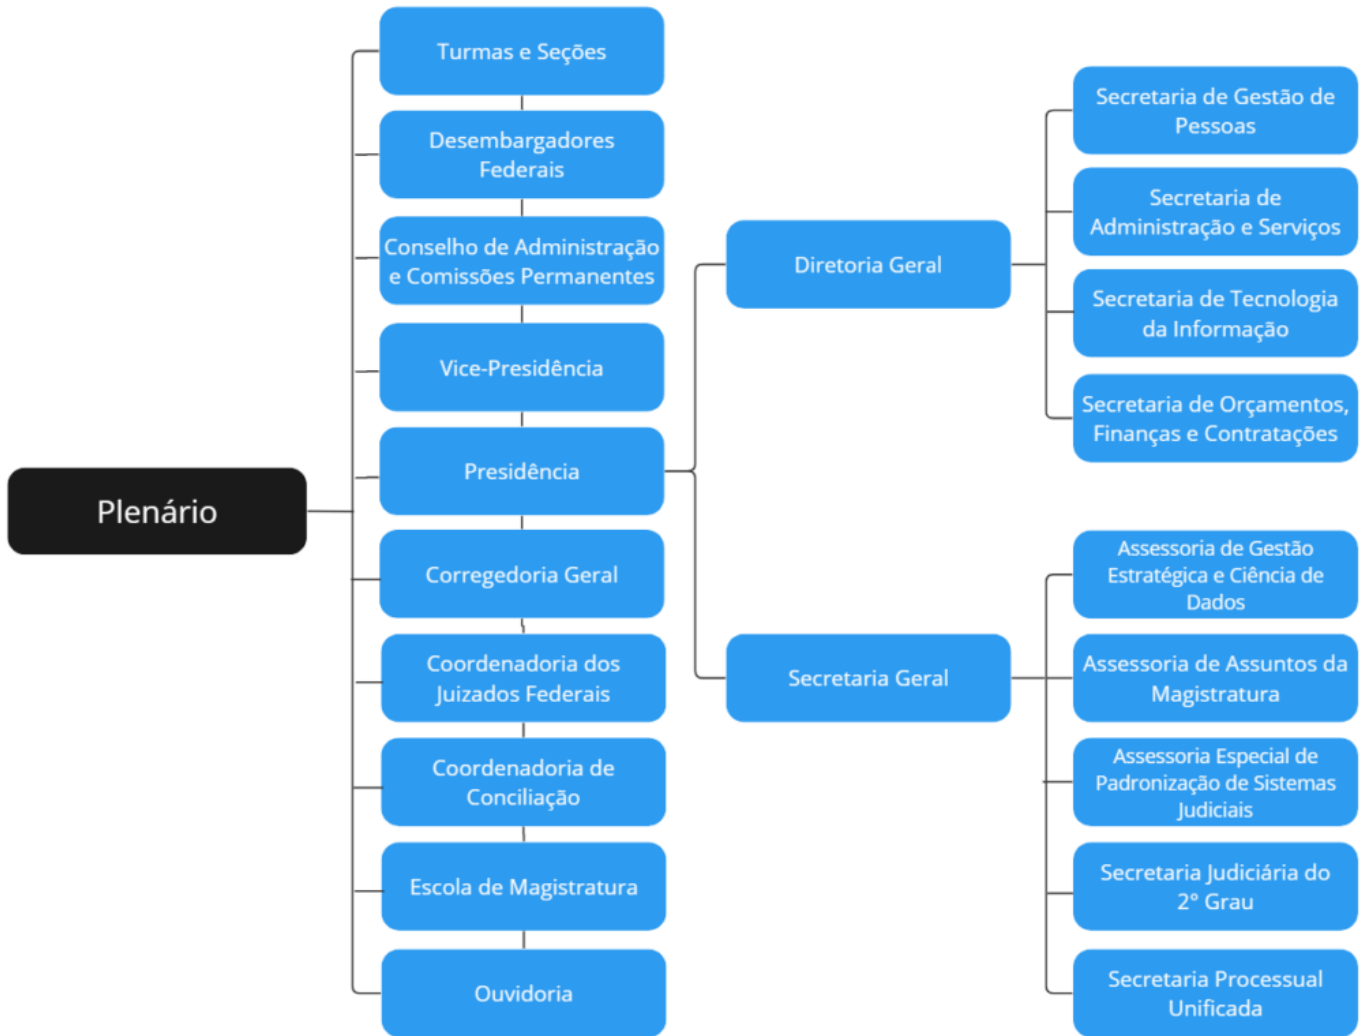 Turmas e Seções
Desembargadores
Federais
Conselho de Administração
e Comissões Permanentes
Vice-Presidência
Presidência
Plenário
Corregedoria Geral
Coordenadoria dos
Juizados Federais
Coordenadoria de
Conciliação
Escola de Magistratura
Ouvidoria
Diretoria Geral
Secretaria Geral
Secretaria de Gestão de
Pessoas
Secretaria de
Administração e Serviços
Secretaria de Tecnologia
da Informação
Secretaria de Orçamentos,
Finanças e Contratações
Assessoria de Gestão
Estratégica e Ciência de
Dados
Assessoria de Assuntos da
Magistratura
Assessoria Especial de
Padronização de Sistemas
Judiciais
Secretaria Judiciária do
2° Grau
Secretaria Processual
Unificada